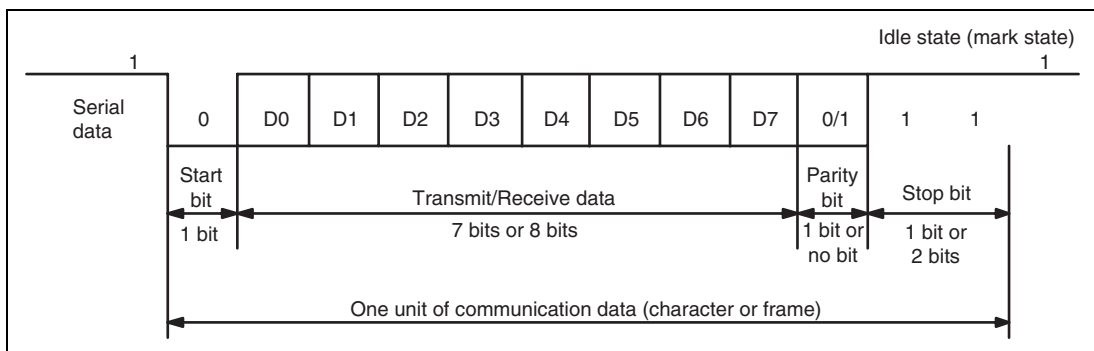 Idle state (mark state)
1
1
Serial
data
0
D0
D1
D2
D3
D4
D5
D6
D7
0/1
1
1
Start
bit
1 bit
Transmit/Receive data
7 bits or 8 bits
Parity
bit
1 bit or
no bit
Stop bit
1 bit or
2 bits
One unit of communication data (character or frame)